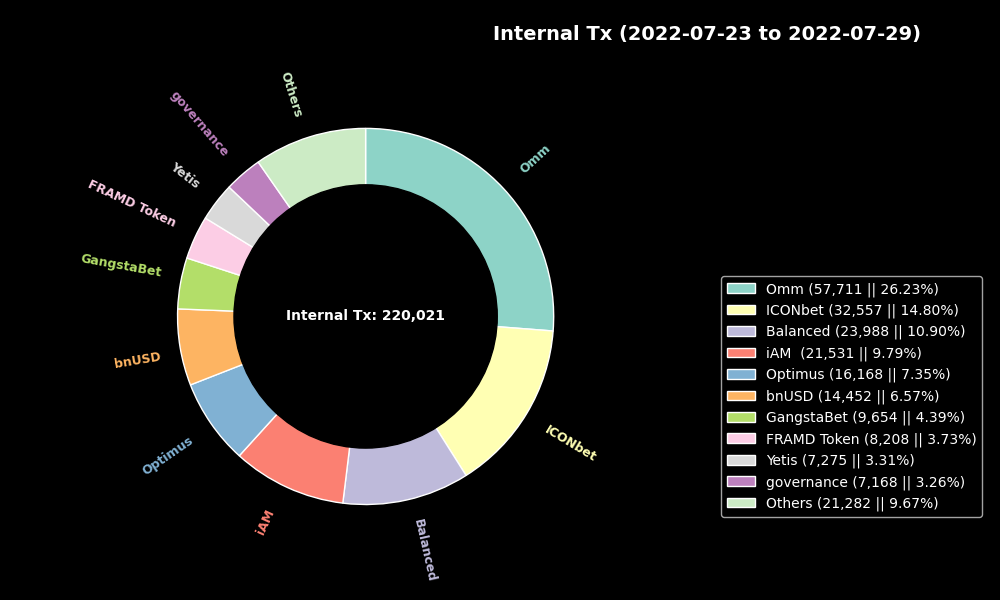 Internal Tx (2022-07-23 to 2022-07-29)
Others
governance
Omm
Yetis
FRAMD Token
GangstaBet
Internal Tx: 220,021
bnUSD
ICONbet
Optimus
iAM
Balanced
Omm (57,711 || 26.23%)
ICONbet (32,557 || 14.80%)
Balanced (23,988 || 10.90%)
iAM  (21,531 || 9.79%)
Optimus (16,168 || 7.35%)
bnUSD (14,452 || 6.57%)
GangstaBet (9,654 || 4.39%)
FRAMD Token (8,208 || 3.73%)
Yetis (7,275 || 3.31%)
governance (7,168 || 3.26%)
Others (21,282 || 9.67%)